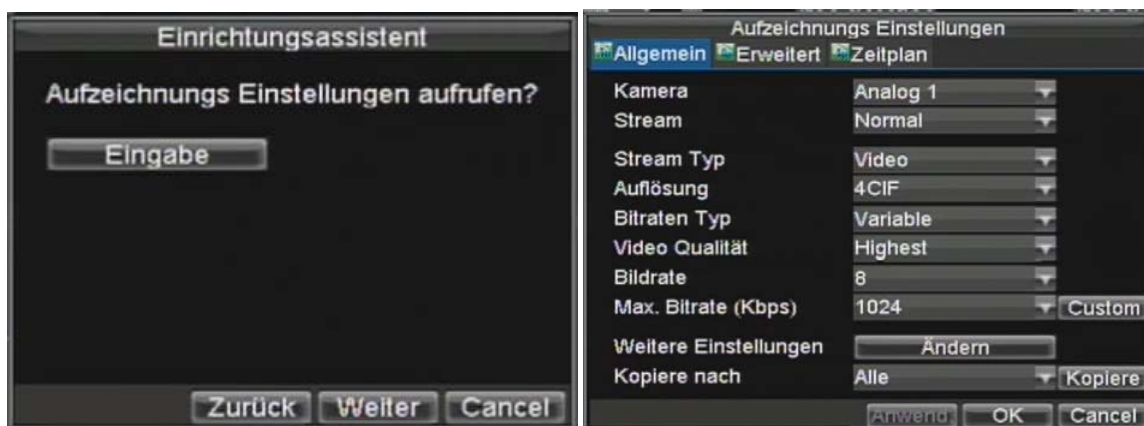 Einrichtungsassistent
Aufzeichnungs Einstellungen aufrufen?
Eingabe
Zurück Weiter Cancel
Aufzeichnungs Einstellungen
Allgemein Erweitert Zeitplan
Kamera Analog 1
Stream Normal
Stream Typ Video
Auflösung 4CIF
Bitraten Typ Variable
Video Qualität Highest
Bildrate 8
Max. Bitrate (Kbps) 1024 Custom
Weitere Einstellungen Ändern
Kopiere nach Alle Kopiere
Anwend. OK Cancel